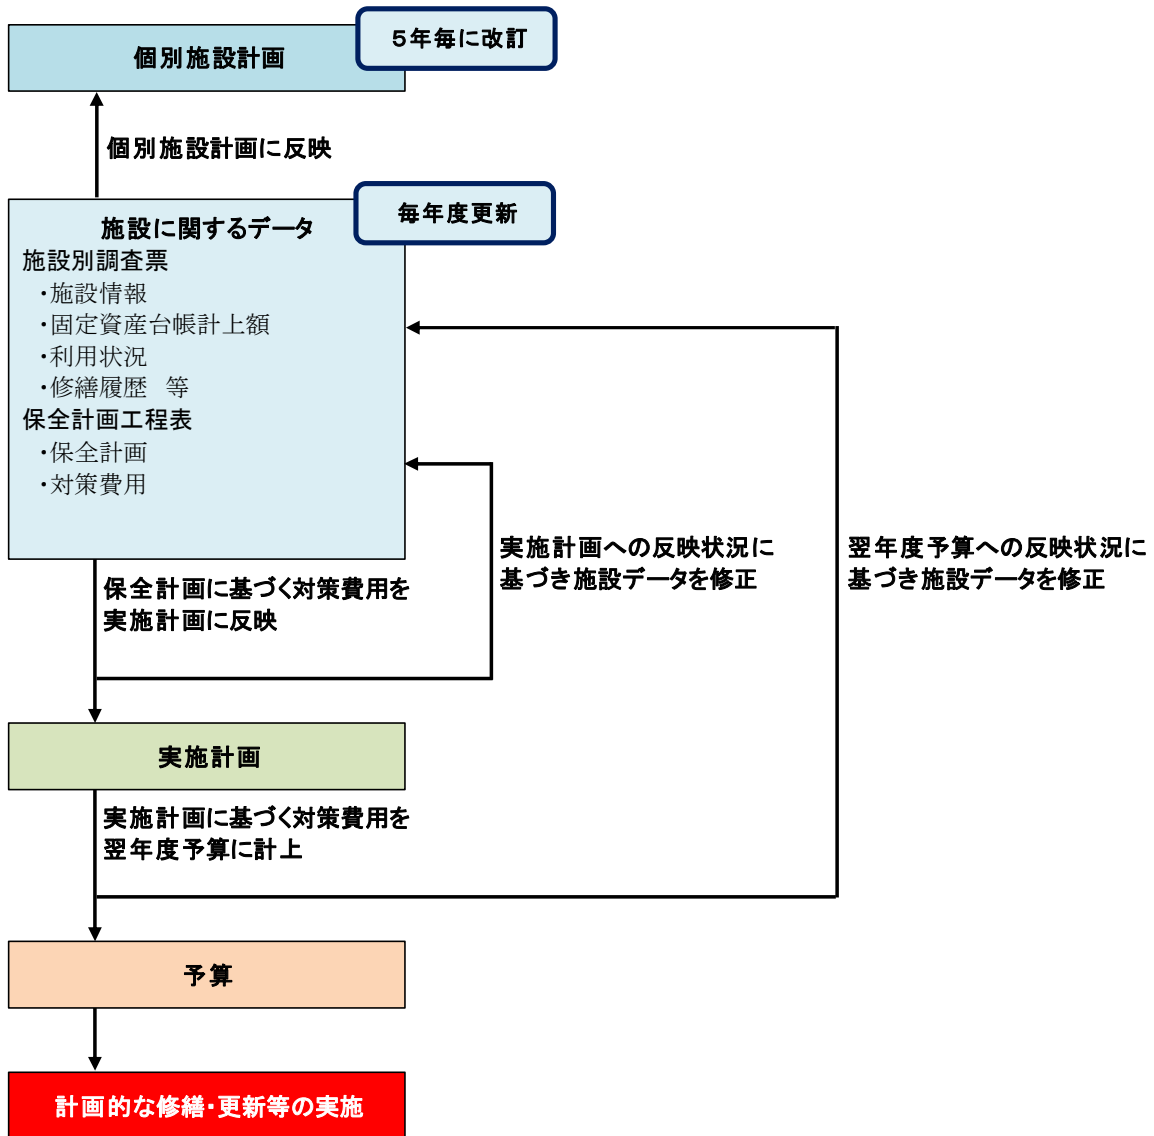 5年毎に改訂
個別施設計画
個別施設計画に反映
毎年度更新
施設に関するデータ
施設別調査票
・施設情報
・固定資産台帳計上額
・利用状況
・修繕履歴　等
保全計画工程表
・保全計画
・対策費用
実施計画への反映状況に
基づき施設データを修正
翌年度予算への反映状況に
基づき施設データを修正
保全計画に基づく対策費用を
実施計画に反映
実施計画
実施計画に基づく対策費用を
翌年度予算に計上
予算
計画的な修繕・更新等の実施